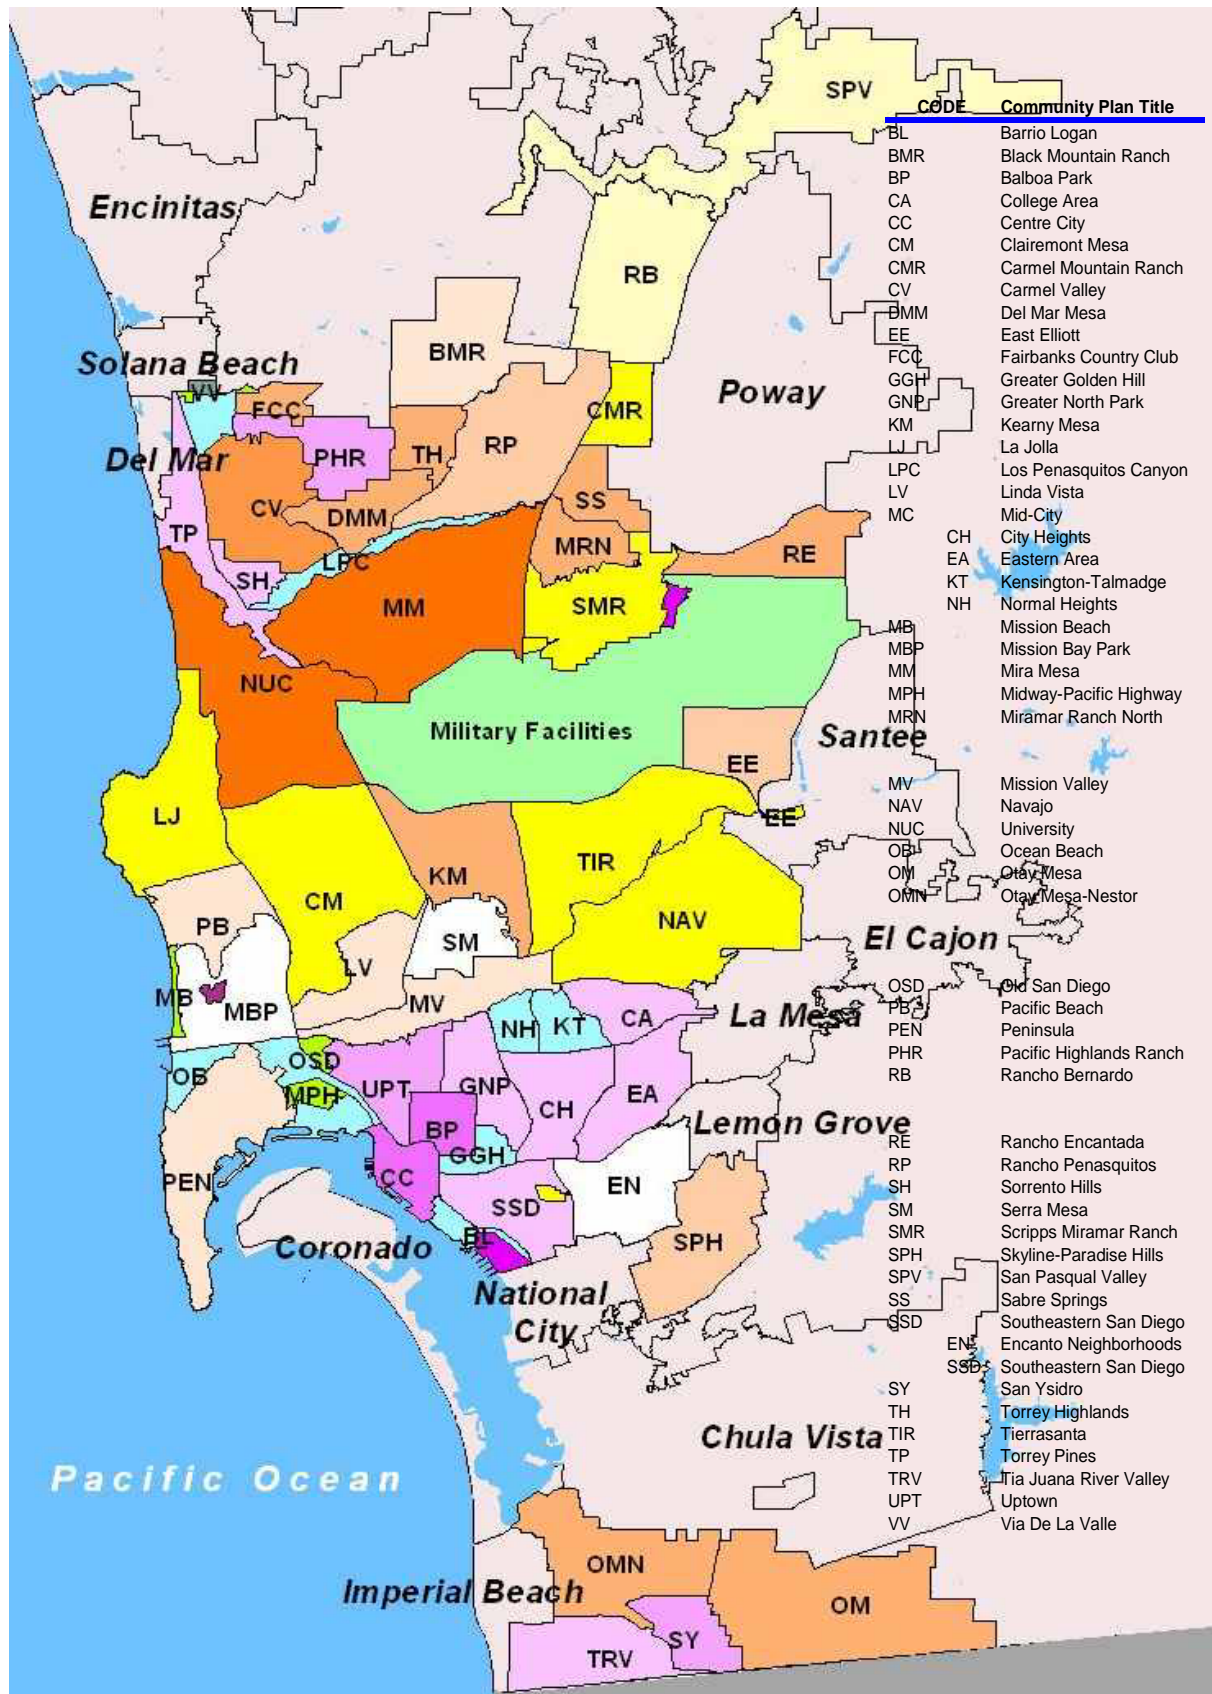 SPV
CODE Community Plan Title
BL Barrio Logan
BMR Black Mountain Ranch
BP Balboa Park
CA College Area
CC Centre City
CM Clairemont Mesa
CMR Carmel Mountain Ranch
CV Carmel Valley
DMM Del Mar Mesa
EE East Elliott
FCC Fairbanks Country Club
GGH Greater Golden Hill
GNP Greater North Park
KM Kearny Mesa
LJ La Jolla
LPC Los Penasquitos Canyon
LV Linda Vista
MC Mid-City
CH City Heights
EA Eastern Area
KT Kensington-Talmadge
NH Normal Heights
MB Mission Beach
MBP Mission Bay Park
MM Mira Mesa
MPH Midway-Pacific Highway
MRN Miramar Ranch North
MV Mission Valley
NAV Navajo
NUC University
OB Ocean Beach
OM Otay Mesa
OMN Otay Mesa-Nestor
OSD Old San Diego
PB Pacific Beach
PEN Peninsula
PHR Pacific Highlands Ranch
RB Rancho Bernardo
RE Rancho Encantada
RP Rancho Penasquitos
SH Sorrento Hills
SM Serra Mesa
SMR Scripps Miramar Ranch
SPH Skyline-Paradise Hills
SPV San Pasqual Valley
SS Sabre Springs
SSD Southeastern San Diego
EN Encanto Neighborhoods
SSD Southeastern San Diego
SY San Ysidro
TH Torrey Highlands
TIR Tierrasanta
TP Torrey Pines
TRV Tia Juana River Valley
UPT Uptown
VV Via De La Valle
Encinitas
RB
BMR
Solana Beach
VV
Poway
FCC
CMR
Del Mar
PHR
TH
RP
SS
CV
DMM
TP
MRN
RE
LPC
SH
MM
SMR
NUC
Military Facilities
Santee
EE
LJ
EE
TIR
KM
CM
NAV
PB
SM
El Cajon
LV
MB
MBP
MV
NH
KT
CA
La Mesa
OSD
OB
MPH
UPT
GNP
EA
CH
BP
Lemon Grove
GGH
PEN
CC
EN
SSD
BL
SPH
Coronado
National
City
Chula Vista
Pacific Ocean
OMN
Imperial Beach
OM
SY
TRV